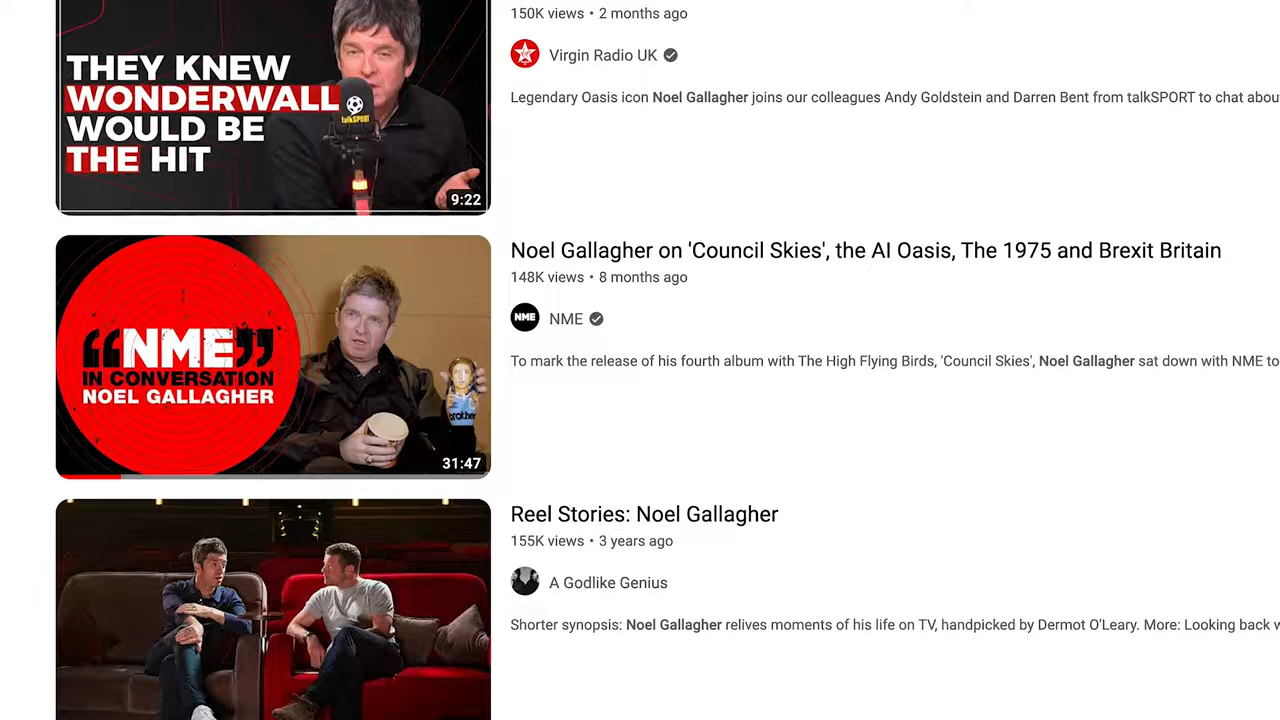 150K views • 2 months ago
THEY KNEW
WONDERWALL
WOULD BE
THE HIT
talkSPORT
9:22
Virgin Radio UK
Legendary Oasis icon Noel Gallagher joins our colleagues Andy Goldstein and Darren Bent from talkSPORT to chat abou
Noel Gallagher on 'Council Skies', the AI Oasis, The 1975 and Brexit Britain
148K views • 8 months ago
NME
NME
To mark the release of his fourth album with The High Flying Birds, 'Council Skies', Noel Gallagher sat down with NME to
“NME”
IN CONVERSATION
NOEL GALLAGHER
brother
31:47
Reel Stories: Noel Gallagher
155K views • 3 years ago
A Godlike Genius
Shorter synopsis: Noel Gallagher relives moments of his life on TV, handpicked by Dermot O'Leary. More: Looking back w